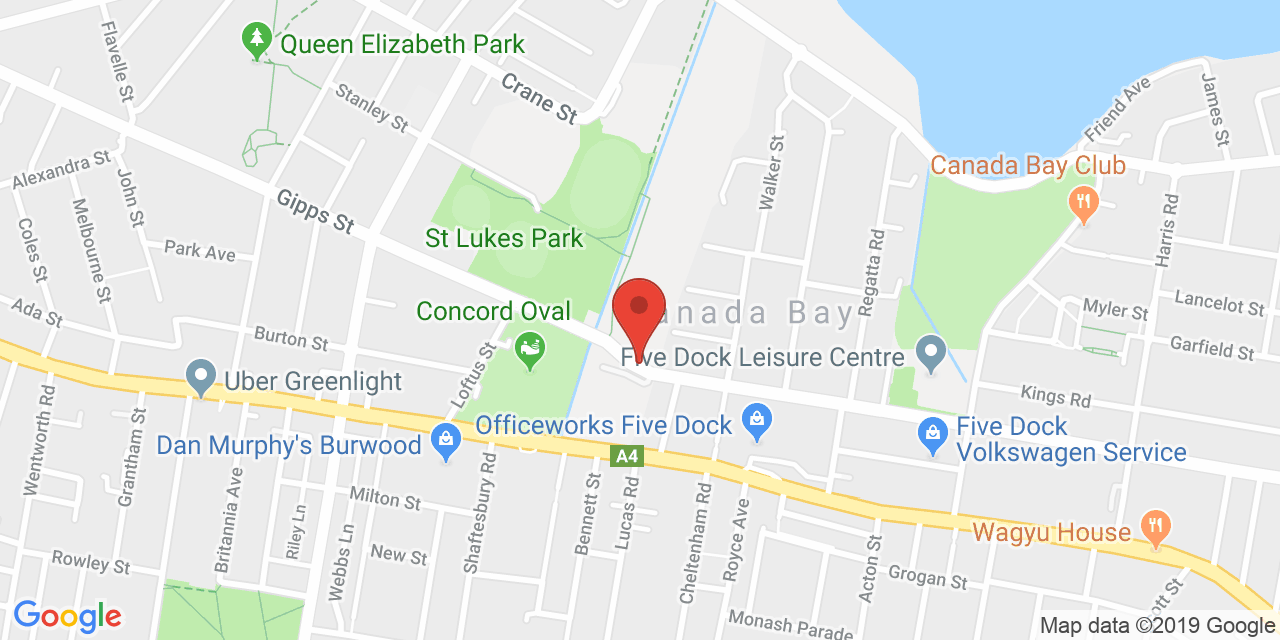 Flavelle St
Queen Elizabeth Park
Crane St
Stanley St
Friend Ave
James St
Alexandra St
John St
Walker St
Canada Bay Club
Gipps St
Coles St
Melbourne St
Park Ave
St Lukes Park
Regatta Rd
Harris Rd
Ada St
Burton St
Concord Oval
anada Bay
Myler St
Lancelot St
Garfield St
Loftus St
Five Dock Leisure Centre
Uber Greenlight
Kings Rd
Wentworth Rd
Grantham St
Dan Murphy's Burwood
Officeworks Five Dock
Five Dock
Volkswagen Service
A4
Britannia Ave
Riley Ln
Webbs Ln
Milton St
Shaftesbury Rd
Bennett St
Lucas Rd
Cheltenham Rd
Royce Ave
Wagyu House
Rowley St
New St
Acton St
Grogan St
ott St
Monash Parade
Google
Map data ©2019 Google